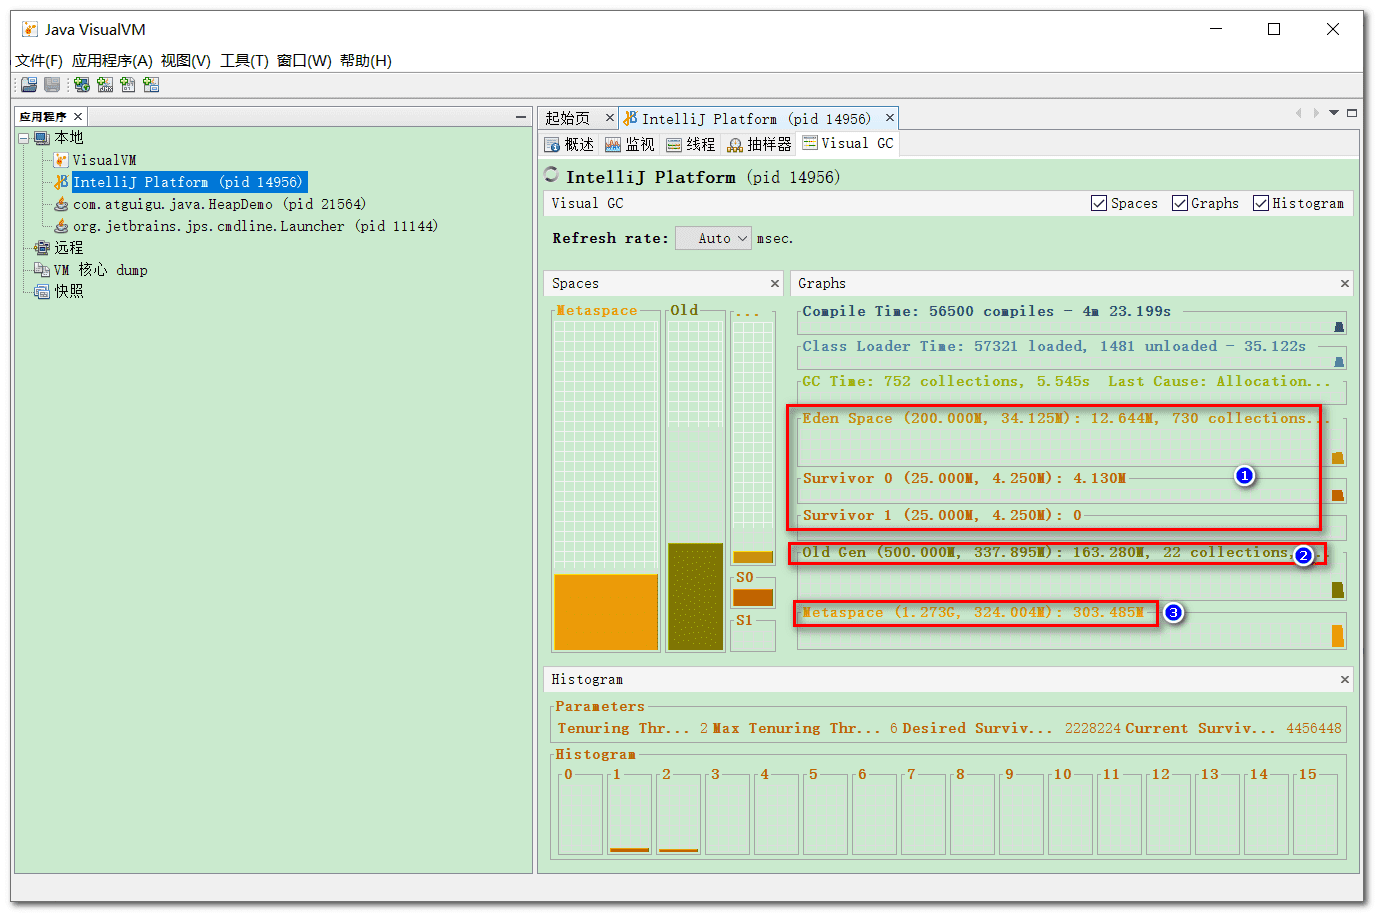 Java VisualVM
文件(F) 应用程序(A) 视图(V) 工具(T) 窗口(W) 帮助(H)
应用程序
本地
VisualVM
IntelliJ Platform (pid 14956)
com.atguigu.java.HeapDemo (pid 21564)
org.jetbrains.jps.cmdline.Launcher (pid 11144)
远程
VM 核心 dump
快照
起始页 IntelliJ Platform (pid 14956)
概述 监视 线程 抽样器 Visual GC
IntelliJ Platform (pid 14956)
Visual GC Spaces Graphs Histogram
Refresh rate: Auto msec.
Spaces
Metaspace Old ...
S0
S1
Graphs
Compile Time: 56500 compiles - 4m 23.199s
Class Loader Time: 57321 loaded, 1481 unloaded - 35.122s
GC Time: 752 collections, 5.545s Last Cause: Allocation...
Eden Space (200.000M, 34.125M): 12.644M, 730 collections...
Survivor 0 (25.000M, 4.250M): 4.130M
1
Survivor 1 (25.000M, 4.250M): 0
Old Gen (500.000M, 337.895M): 163.280M, 22 collections, ...
2
Metaspace (1.273G, 324.004M): 303.485M
3
Histogram
Parameters
Tenuring Thr... 2 Max Tenuring Thr... 6 Desired Surviv... 2228224 Current Surviv... 4456448
Histogram
0 1 2 3 4 5 6 7 8 9 10 11 12 13 14 15